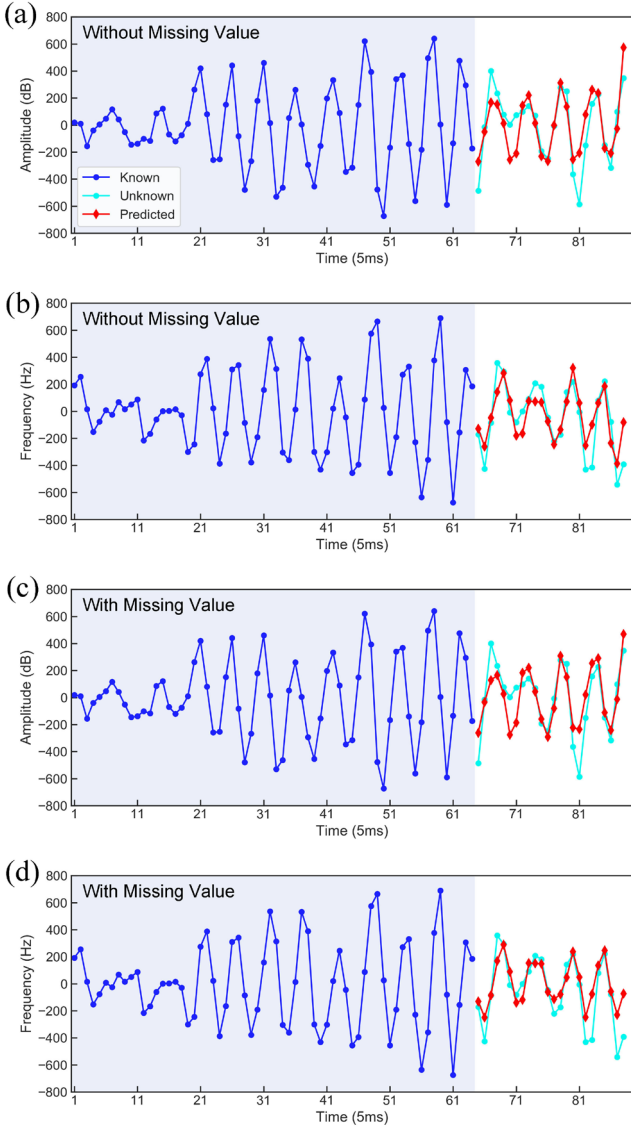 (a)
Without Missing Value
Amplitude (dB)
800
600
400
200
0
−200
−400
−600
−800
Known
Unknown
Predicted
1 11 21 31 41 51 61 71 81
Time (5ms)
(b)
Without Missing Value
Frequency (Hz)
800
600
400
200
0
−200
−400
−600
−800
1 11 21 31 41 51 61 71 81
Time (5ms)
(c)
With Missing Value
Amplitude (dB)
800
600
400
200
0
−200
−400
−600
−800
1 11 21 31 41 51 61 71 81
Time (5ms)
(d)
With Missing Value
Frequency (Hz)
800
600
400
200
0
−200
−400
−600
−800
1 11 21 31 41 51 61 71 81
Time (5ms)